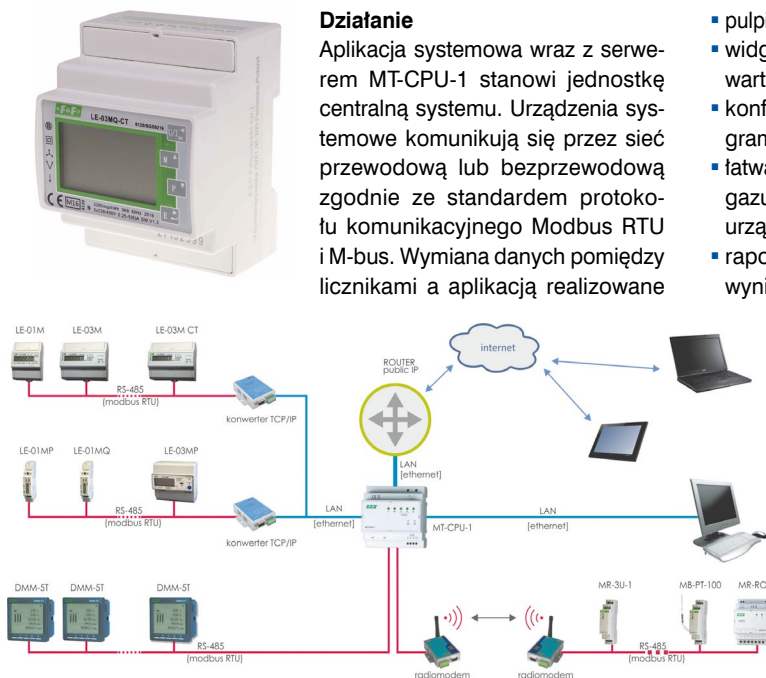 Działanie
Aplikacja systemowa wraz z serwe-
rem MT-CPU-1 stanowi jednostkę
centralną systemu. Urządzenia sys-
temowe komunikują się przez sieć
przewodową lub bezprzewodową
zgodnie ze standardem protoko-
łu komunikacyjnego Modbus RTU
i M-bus. Wymiana danych pomiędzy
licznikami a aplikacją realizowane
▪ pulpi
▪ widg
wart
▪ konf
gran
▪ łatwa
gazu
urzą
▪ rapo
wyni
F&F
LE-03MQ-CT
M
P
E
LE-01M LE-03M LE-03M CT
RS-485
(modbus RTU)
konwerter TCP/IP
ROUTER
public IP
internet
LAN
[ethernet]
LE-01MP LE-01MQ LE-03MP
RS-485
(modbus RTU)
konwerter TCP/IP
LAN
[ethernet]
MT-CPU-1
LAN
[ethernet]
DMM-5T DMM-5T DMM-5T
RS-485
(modbus RTU)
radiomodem
radiomodem
MR-3U-1 MB-PT-100 MR-RO
RS-485
(modbus RTU)